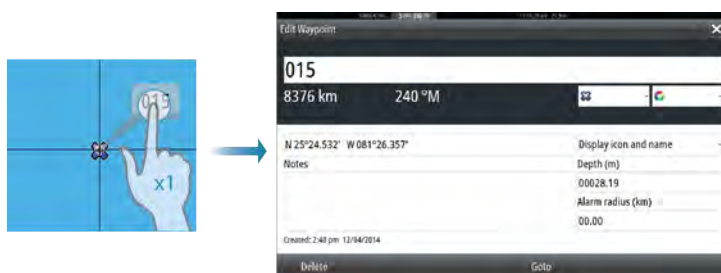 015
x1
Edit Waypoint
X
015
8376 km 240 °M
N 25°24.532' W 081°26.357' Display icon and name
Notes Depth (m)
00028.19
Alarm radius (km)
00.00
Created: 2:40 pm 12/04/2014
Delete Goto